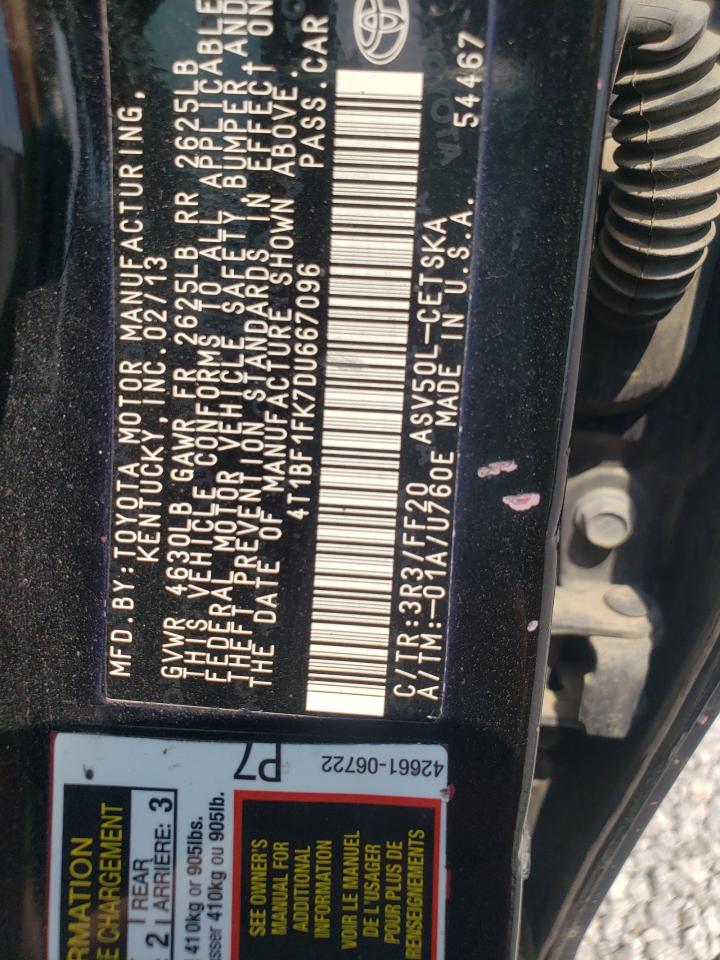 MFD.BY:TOYOTA MOTOR MANUFACTURING,
KENTUCKY, INC. 02/13
GVWR 4630LB GAWR FR 2625LB RR 2625LB
THIS VEHICLE CONFORMS TO ALL APPLICABLE
FEDERAL MOTOR VEHICLE SAFETY, BUMPER AND
THEFT PREVENTION STANDARDS IN EFFECT ON
THE DATE OF MANUFACTURE SHOWN ABOVE.
4T1BF1FK7DU667096 PASS.CAR
C/TR:3R3/FF20 ASV50L-CETSKA
A/TM:-01A/U760E MADE IN U.S.A. 54467
TOYOTA
42661-06722
P7
CHARGEMENT
REAR
2 ARRIERE: 3
410kg or 905lbs.
410kg ou 905lb.
SEE OWNER'S
MANUAL FOR
ADDITIONAL
INFORMATION
VOIR LE MANUEL
DE L'USAGER
POUR PLUS DE
RENSEIGNEMENTS